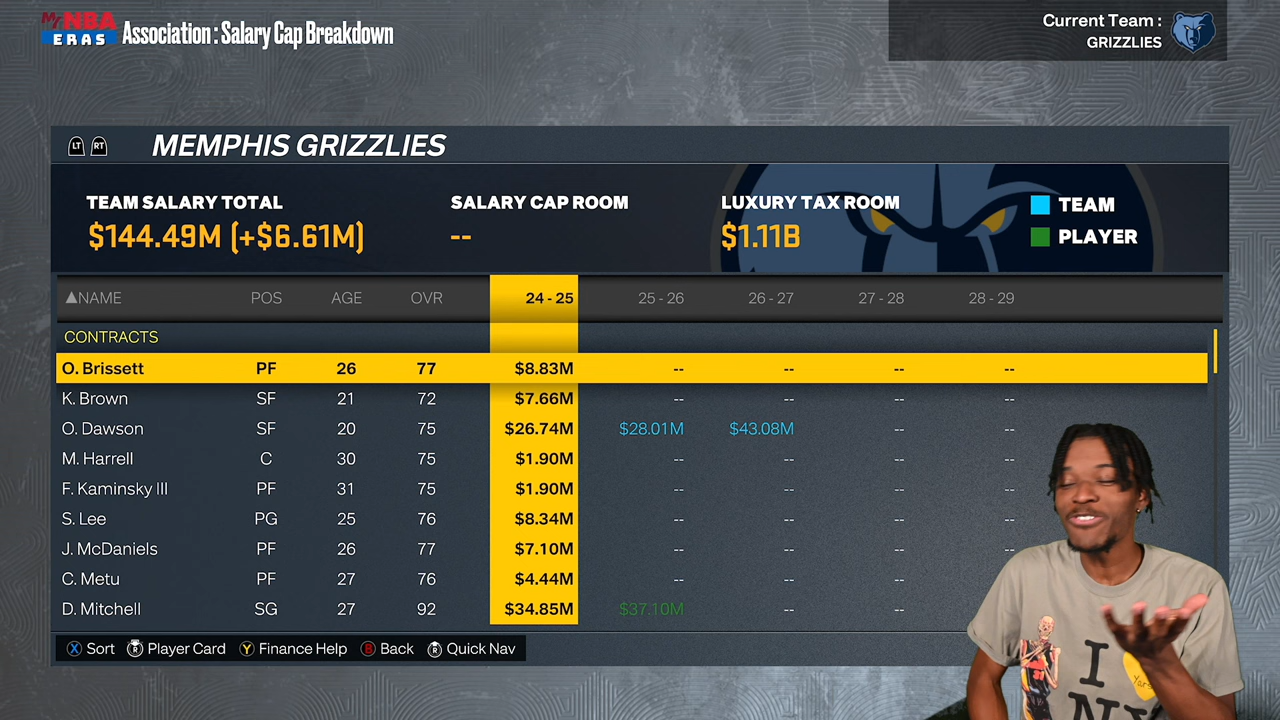 My NBA
ERAS
Association : Salary Cap Breakdown
Current Team :
GRIZZLIES
LT RT MEMPHIS GRIZZLIES
TEAM SALARY TOTAL SALARY CAP ROOM LUXURY TAX ROOM TEAM
$144.49M (+$6.61M) -- $1.11B PLAYER
▲NAME POS AGE OVR 24 - 25 25 - 26 26 - 27 27 - 28 28 - 29
CONTRACTS
O. Brissett PF 26 77 $8.83M -- -- -- --
K. Brown SF 21 72 $7.66M -- -- -- --
O. Dawson SF 20 75 $26.74M $28.01M $43.08M -- --
M. Harrell C 30 75 $1.90M -- -- -- --
F. Kaminsky III PF 31 75 $1.90M -- -- -- --
S. Lee PG 25 76 $8.34M -- -- -- --
J. McDaniels PF 26 77 $7.10M -- -- -- --
C. Metu PF 27 76 $4.44M -- -- -- --
D. Mitchell SG 27 92 $34.85M $37.10M -- --
X Sort R Player Card Y Finance Help B Back R Quick Nav
I
NY